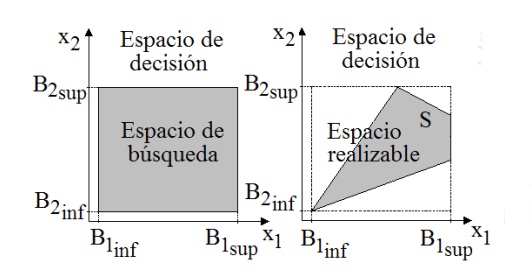 x2
Espacio de
decisión
B2sup
Espacio de
búsqueda
B2inf
B1inf
B1sup
x1
x2
Espacio de
decisión
B2sup
S
Espacio
realizable
B2inf
B1inf
B1sup
x1